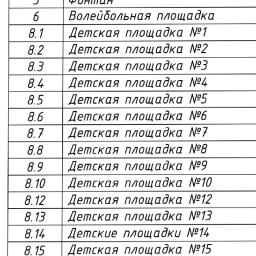 5 Фонтан
6 Волейбольная площадка
8.1 Детская площадка №1
8.2 Детская площадка №2
8.3 Детская площадка №3
8.4 Детская площадка №4
8.5 Детская площадка №5
8.6 Детская площадка №6
8.7 Детская площадка №7
8.8 Детская площадка №8
8.9 Детская площадка №9
8.10 Детская площадка №10
8.12 Детская площадка №12
8.13 Детская площадка №13
8.14 Детские площадки №14
8.15 Детская площадка №15